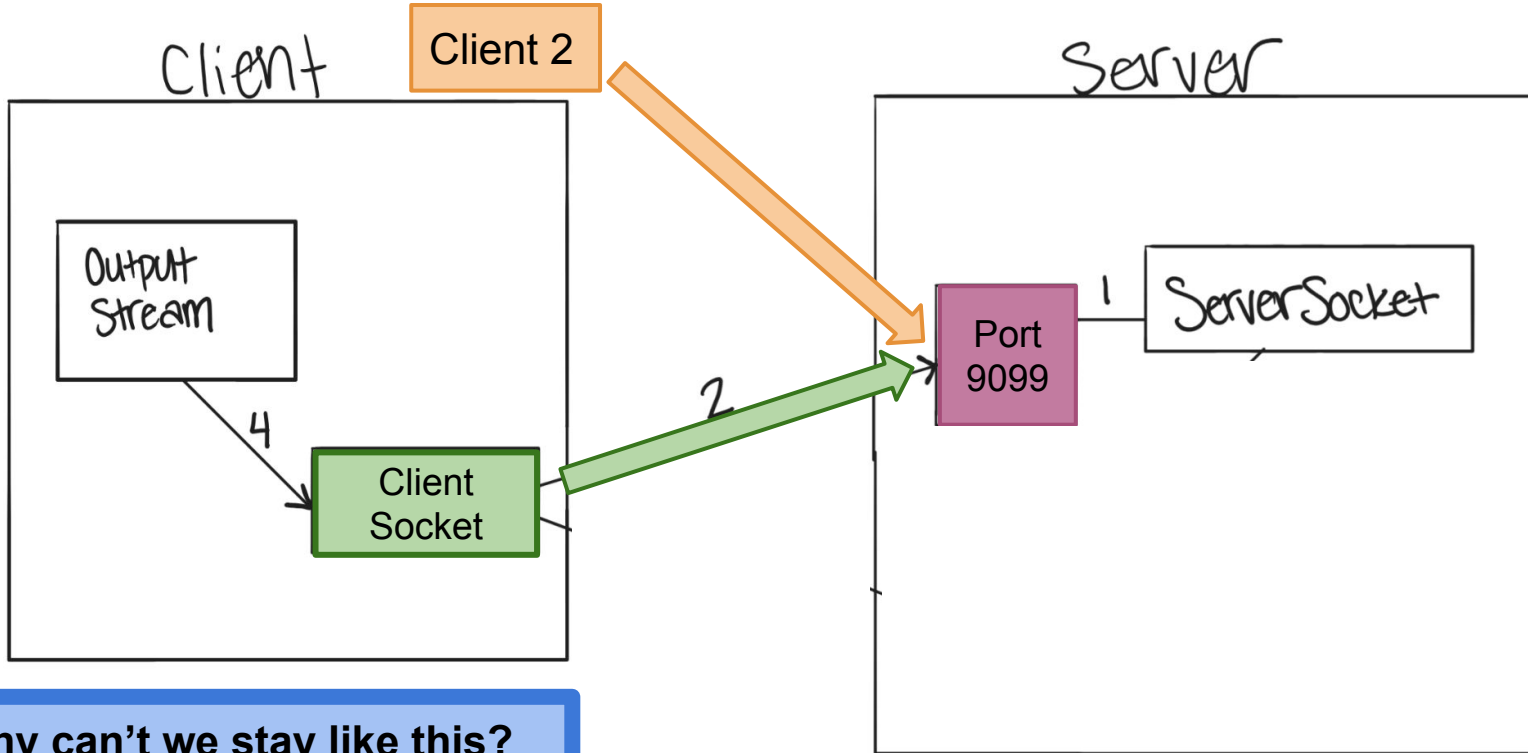 Client
Client 2
Server
Output
Stream
4
Client
Socket
2
Port
9099
1
ServerSocket
can't we stay like this?